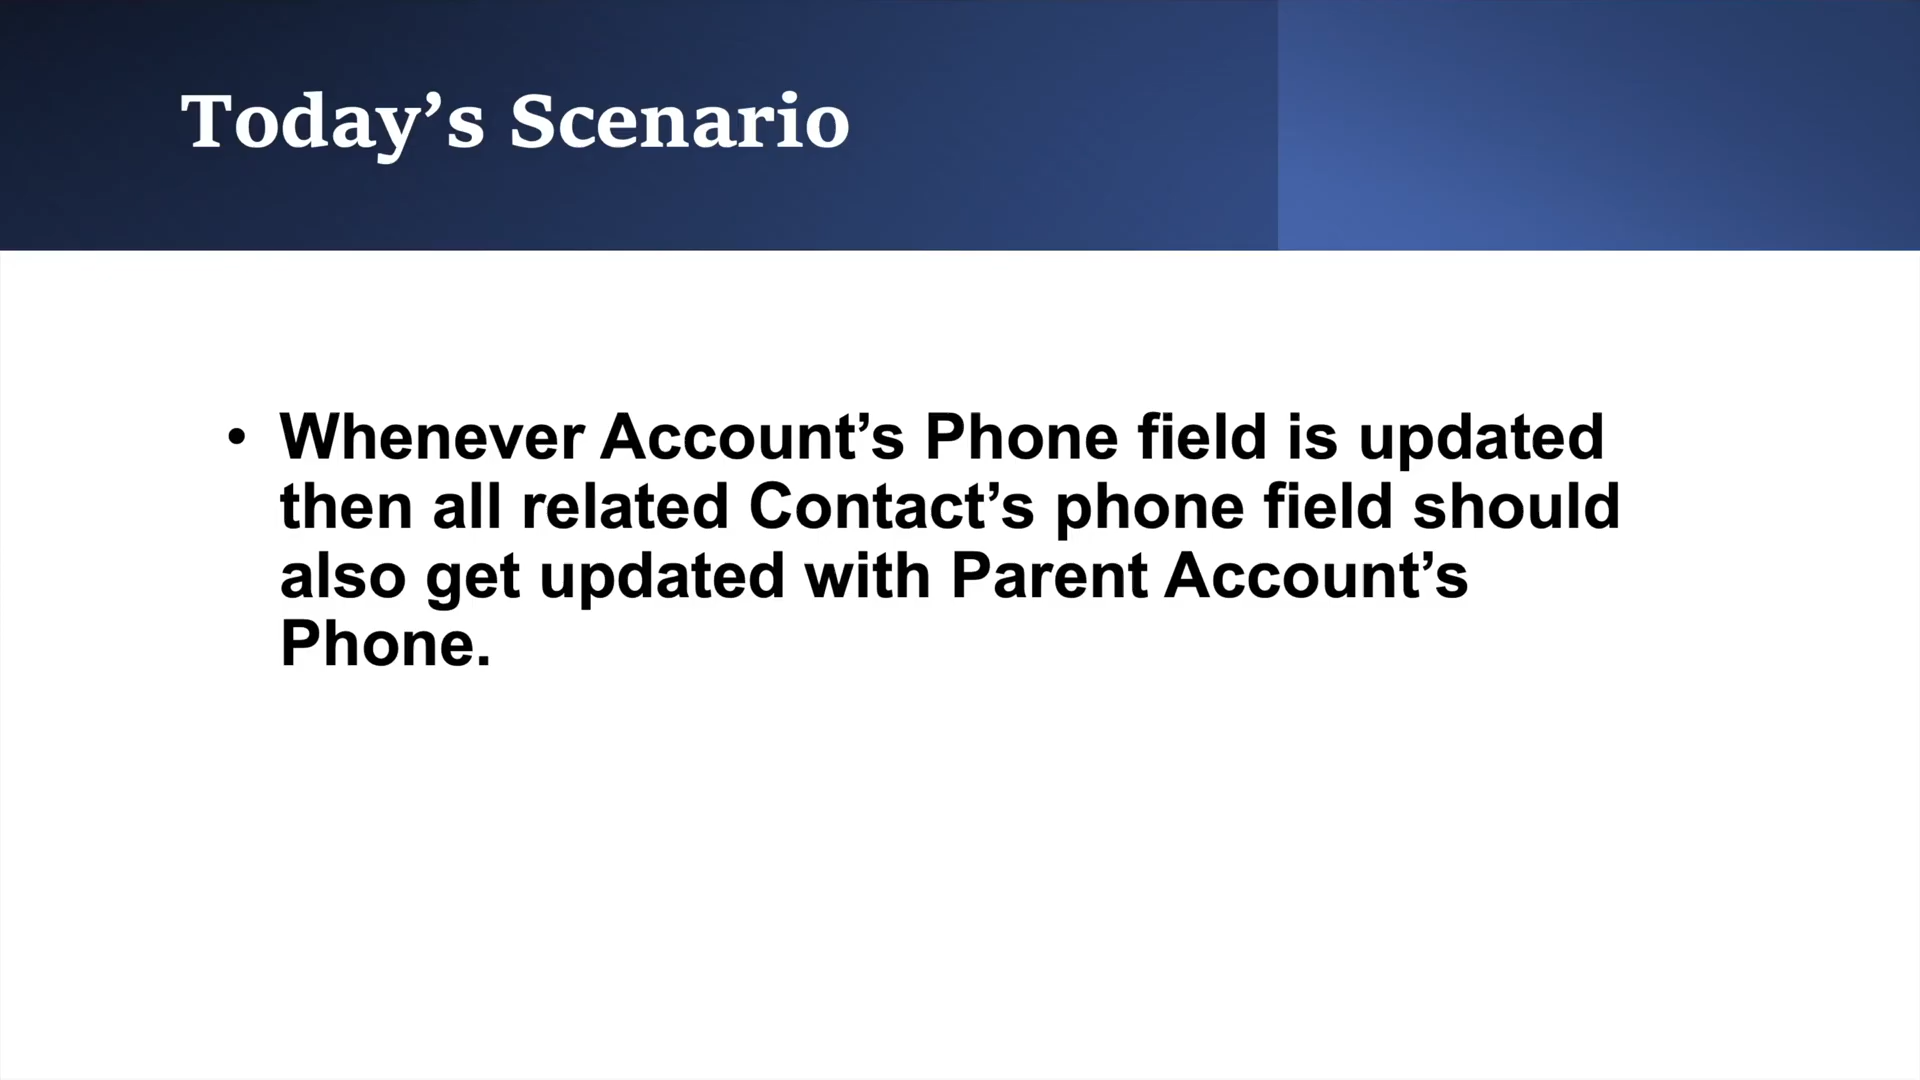 Today’s Scenario
• Whenever Account’s Phone field is updated
then all related Contact’s phone field should
also get updated with Parent Account’s
Phone.